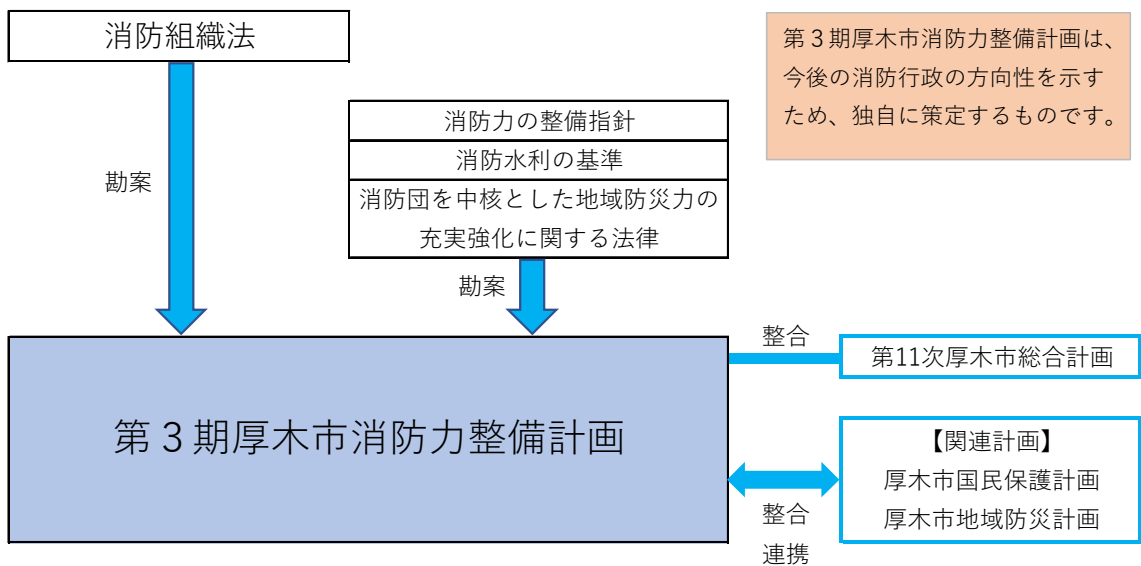 消防組織法
第３期厚木市消防力整備計画は、
今後の消防行政の方向性を示す
ため、独自に策定するものです。
消防力の整備指針
消防水利の基準
消防団を中核とした地域防災力の
充実強化に関する法律
勘案
勘案
第３期厚木市消防力整備計画
整合
第11次厚木市総合計画
【関連計画】
厚木市国民保護計画
厚木市地域防災計画
整合
連携